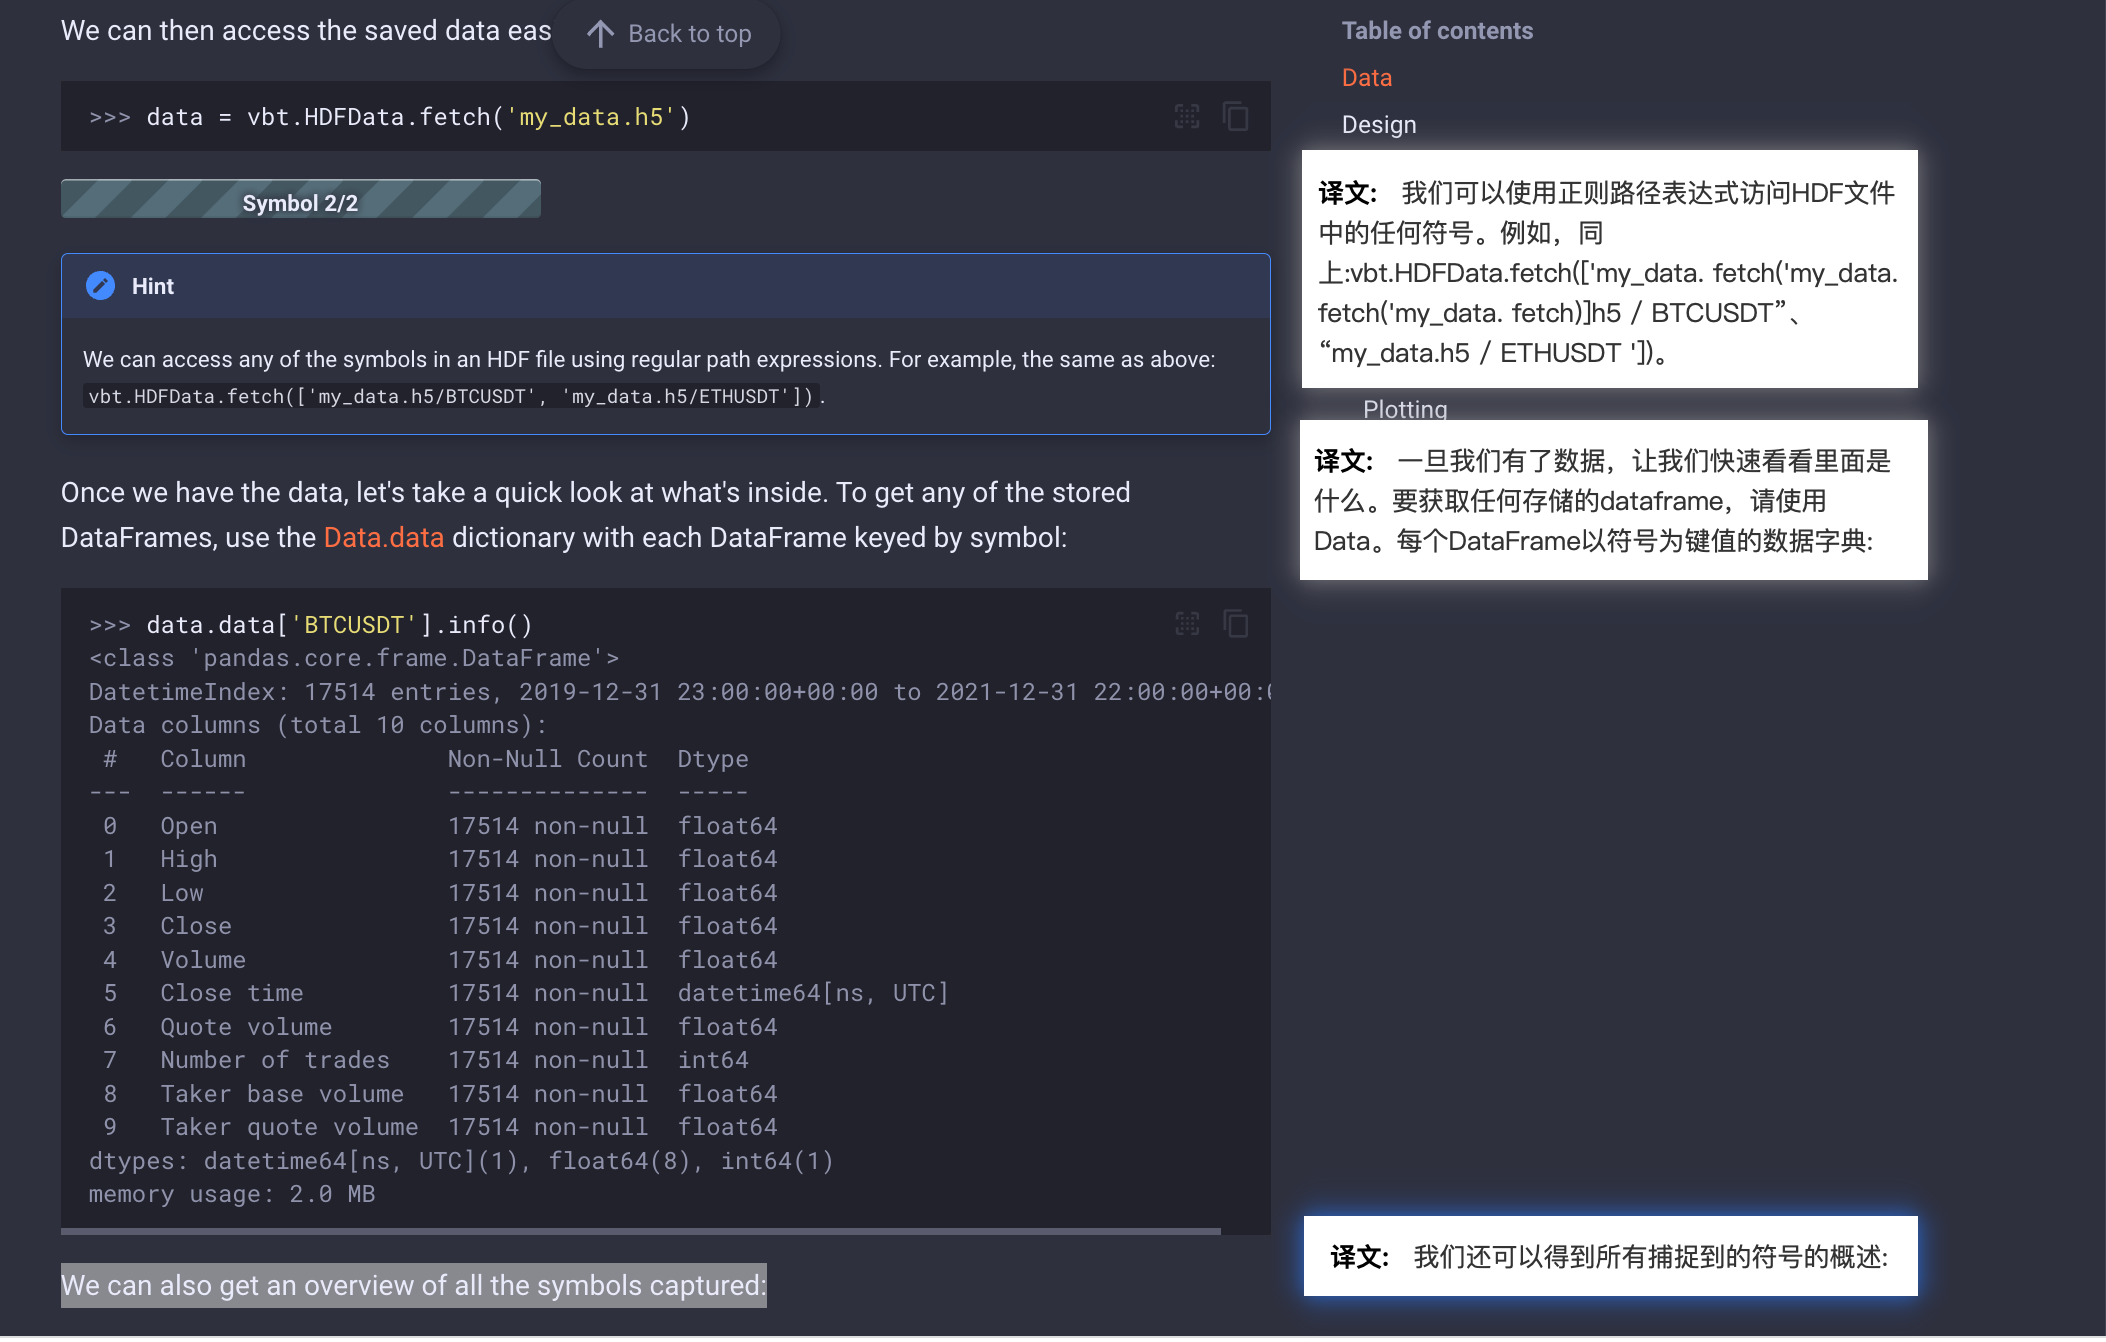 We can then access the saved data eas
Back to top
>>> data = vbt.HDFData.fetch('my_data.h5')
Symbol 2/2
Hint
We can access any of the symbols in an HDF file using regular path expressions. For example, the same as above:
vbt.HDFData.fetch(['my_data.h5/BTCUSDT', 'my_data.h5/ETHUSDT']).
Once we have the data, let's take a quick look at what's inside. To get any of the stored
DataFrames, use the Data.data dictionary with each DataFrame keyed by symbol:
>>> data.data['BTCUSDT'].info()
<class 'pandas.core.frame.DataFrame'>
DatetimeIndex: 17514 entries, 2019-12-31 23:00:00+00:00 to 2021-12-31 22:00:00+00:0
Data columns (total 10 columns):
 #   Column              Non-Null Count  Dtype
---  ------              --------------  -----
 0   Open                17514 non-null  float64
 1   High                17514 non-null  float64
 2   Low                 17514 non-null  float64
 3   Close               17514 non-null  float64
 4   Volume              17514 non-null  float64
 5   Close time          17514 non-null  datetime64[ns, UTC]
 6   Quote volume        17514 non-null  float64
 7   Number of trades    17514 non-null  int64
 8   Taker base volume   17514 non-null  float64
 9   Taker quote volume  17514 non-null  float64
dtypes: datetime64[ns, UTC](1), float64(8), int64(1)
memory usage: 2.0 MB
We can also get an overview of all the symbols captured:
Table of contents
Data
Design
译文: 我们可以使用正则路径表达式访问HDF文件
中的任何符号。例如，同
上:vbt.HDFData.fetch(['my_data. fetch('my_data.
fetch('my_data. fetch)]h5 / BTCUSDT”、
“my_data.h5 / ETHUSDT '])。
Plotting
译文: 一旦我们有了数据，让我们快速看看里面是
什么。要获取任何存储的dataframe，请使用
Data。每个DataFrame以符号为键值的数据字典:
译文: 我们还可以得到所有捕捉到的符号的概述: